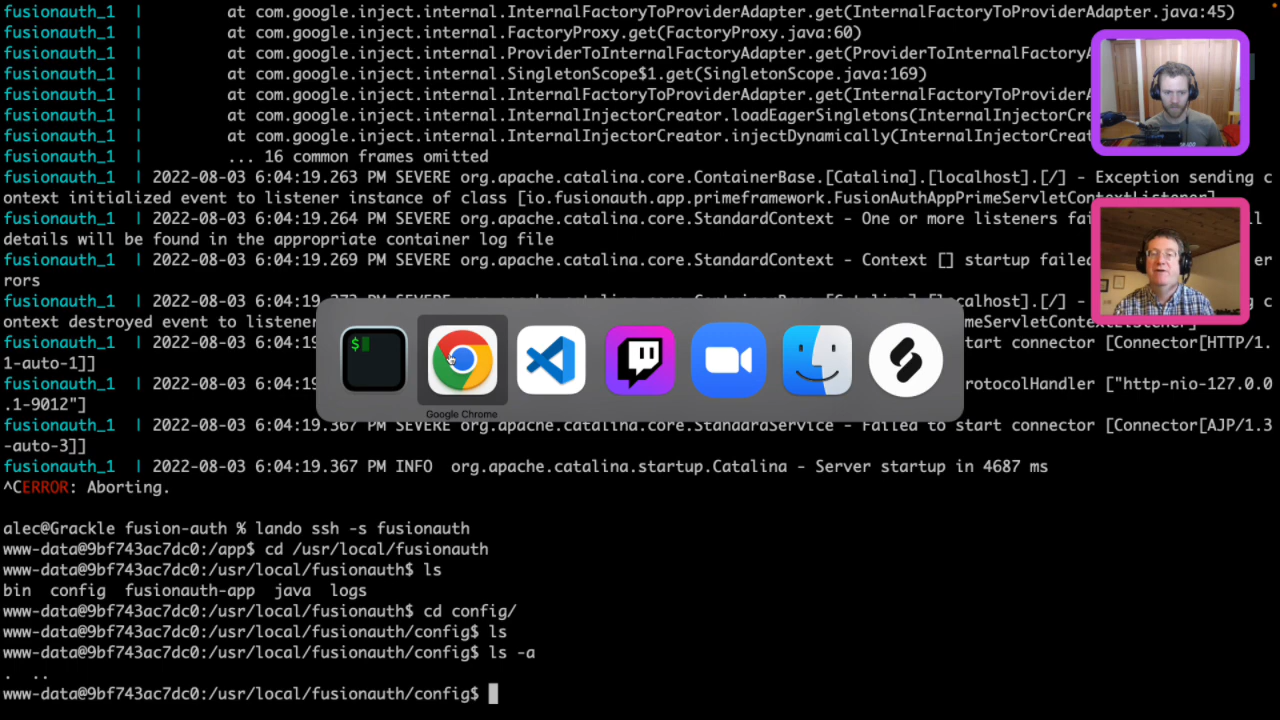 fusionauth_1 | at com.google.inject.internal.InternalFactoryToProviderAdapter.get(InternalFactoryToProviderAdapter.java:45)
fusionauth_1 | at com.google.inject.internal.FactoryProxy.get(FactoryProxy.java:60)
fusionauth_1 | at com.google.inject.internal.ProviderToInternalFactoryAdapter.get(ProviderToInternalFactoryA
fusionauth_1 | at com.google.inject.internal.SingletonScope$1.get(SingletonScope.java:169)
fusionauth_1 | at com.google.inject.internal.InternalFactoryToProviderAdapter.get(InternalFactoryToProviderA
fusionauth_1 | at com.google.inject.internal.InternalInjectorCreator.loadEagerSingletons(InternalInjectorCre
fusionauth_1 | at com.google.inject.internal.InternalInjectorCreator.injectDynamically(InternalInjectorCreat
fusionauth_1 | ... 16 common frames omitted
fusionauth_1 | 2022-08-03 6:04:19.263 PM SEVERE org.apache.catalina.core.ContainerBase.[Catalina].[localhost].[/] - Exception sending c
ontext initialized event to listener instance of class [io.fusionauth.app.primeframework.FusionAuthAppPrimeServletContextListener]
fusionauth_1 | 2022-08-03 6:04:19.264 PM SEVERE org.apache.catalina.core.StandardContext - One or more listeners fai ll
details will be found in the appropriate container log file
fusionauth_1 | 2022-08-03 6:04:19.269 PM SEVERE org.apache.catalina.core.StandardContext - Context [] startup failed er
rors
fusionauth_1 | 2022-08-03 6:04:19.273 PM SEVERE org.apache.catalina.core.ContainerBase.[Catalina].[localhost].[/] - g c
ontext destroyed event to listener meServletContextListener]
fusionauth_1 | 2022-08-03 6:04:1 tart connector [Connector[HTTP/1.
1-auto-1]]
fusionauth_1 | 2022-08-03 6:04:1 rotocolHandler ["http-nio-127.0.0
.1-9012"]
fusionauth_1 | 2022-08-03 6:04:19.367 PM SEVERE org.apache.catalina.core.StandardService - Failed to start connector [Connector[AJP/1.3
-auto-3]]
fusionauth_1 | 2022-08-03 6:04:19.367 PM INFO org.apache.catalina.startup.Catalina - Server startup in 4687 ms
^CERROR: Aborting.
alec@Grackle fusion-auth % lando ssh -s fusionauth
www-data@9bf743ac7dc0:/app$ cd /usr/local/fusionauth
www-data@9bf743ac7dc0:/usr/local/fusionauth$ ls
bin config fusionauth-app java logs
www-data@9bf743ac7dc0:/usr/local/fusionauth$ cd config/
www-data@9bf743ac7dc0:/usr/local/fusionauth/config$ ls
www-data@9bf743ac7dc0:/usr/local/fusionauth/config$ ls -a
. ..
www-data@9bf743ac7dc0:/usr/local/fusionauth/config$
$
Google Chrome